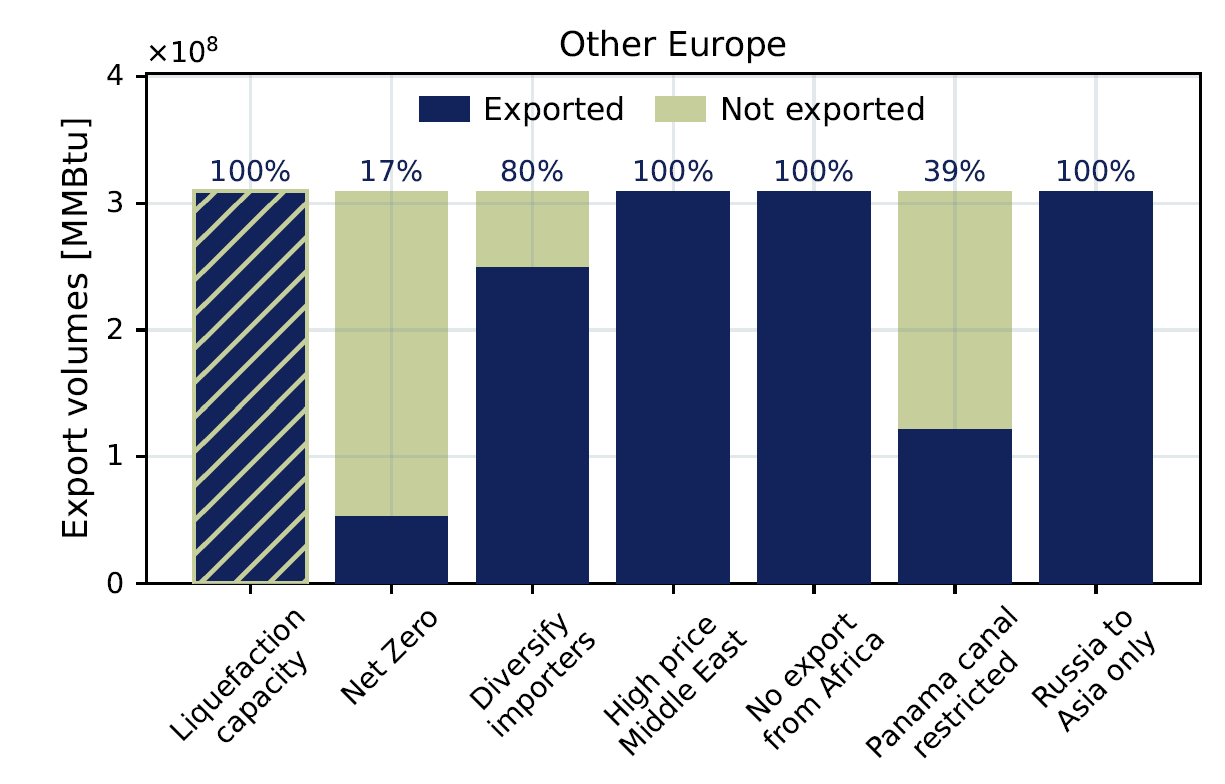 Other Europe
×10⁸
Exported
Not exported
100%
17%
80%
100%
100%
39%
100%
4
3
2
1
0
Export volumes [MMBtu]
Liquefaction
capacity
Net Zero
Diversify
importers
High price
Middle East
No export
from Africa
Panama canal
restricted
Russia to
Asia only